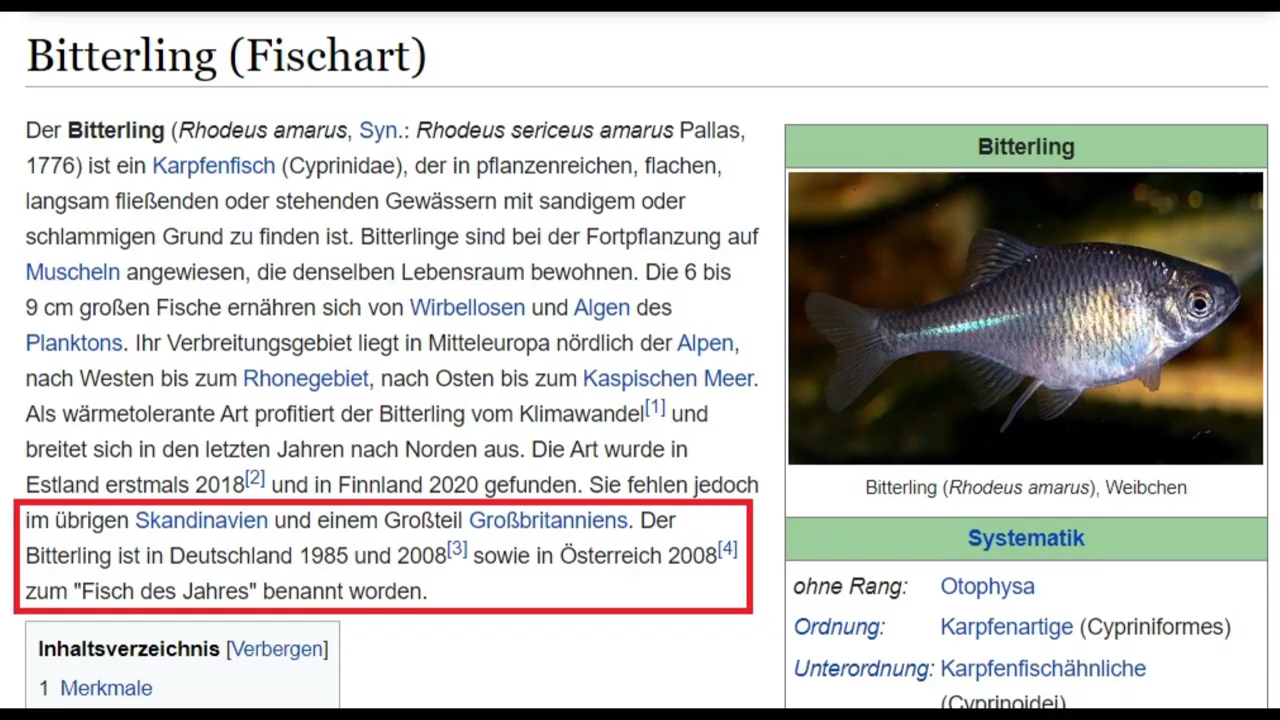 Bitterling (Fischart)
Der Bitterling (Rhodeus amarus, Syn.: Rhodeus sericeus amarus Pallas,
1776) ist ein Karpfenfisch (Cyprinidae), der in pflanzenreichen, flachen,
langsam fließenden oder stehenden Gewässern mit sandigem oder
schlammigen Grund zu finden ist. Bitterlinge sind bei der Fortpflanzung auf
Muscheln angewiesen, die denselben Lebensraum bewohnen. Die 6 bis
9 cm großen Fische ernähren sich von Wirbellosen und Algen des
Planktons. Ihr Verbreitungsgebiet liegt in Mitteleuropa nördlich der Alpen,
nach Westen bis zum Rhonegebiet, nach Osten bis zum Kaspischen Meer.
Als wärmetolerante Art profitiert der Bitterling vom Klimawandel[1] und
breitet sich in den letzten Jahren nach Norden aus. Die Art wurde in
Estland erstmals 2018[2] und in Finnland 2020 gefunden. Sie fehlen jedoch
im übrigen Skandinavien und einem Großteil Großbritanniens. Der
Bitterling ist in Deutschland 1985 und 2008[3] sowie in Österreich 2008[4]
zum "Fisch des Jahres" benannt worden.
Inhaltsverzeichnis [Verbergen]
1 Merkmale
Bitterling
Bitterling (Rhodeus amarus), Weibchen
Systematik
ohne Rang: Otophysa
Ordnung: Karpfenartige (Cypriniformes)
Unterordnung: Karpfenfischähnliche
(Cyprinoidei)